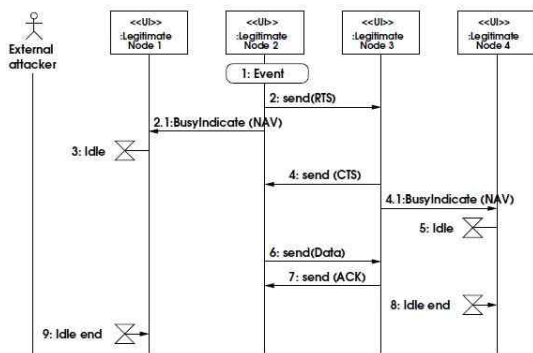 External
attacker
<<UI>>
:Legitimate
Node 1
<<UI>>
:Legitimate
Node 2
<<UI>>
:Legitimate
Node 3
<<UI>>
:Legitimate
Node 4
1: Event
2: send(RTS)
2.1:BusyIndicate (NAV)
3: Idle
4: send (CTS)
4.1:BusyIndicate (NAV)
5: Idle
6: send(Data)
7: send (ACK)
8: Idle end
9: Idle end